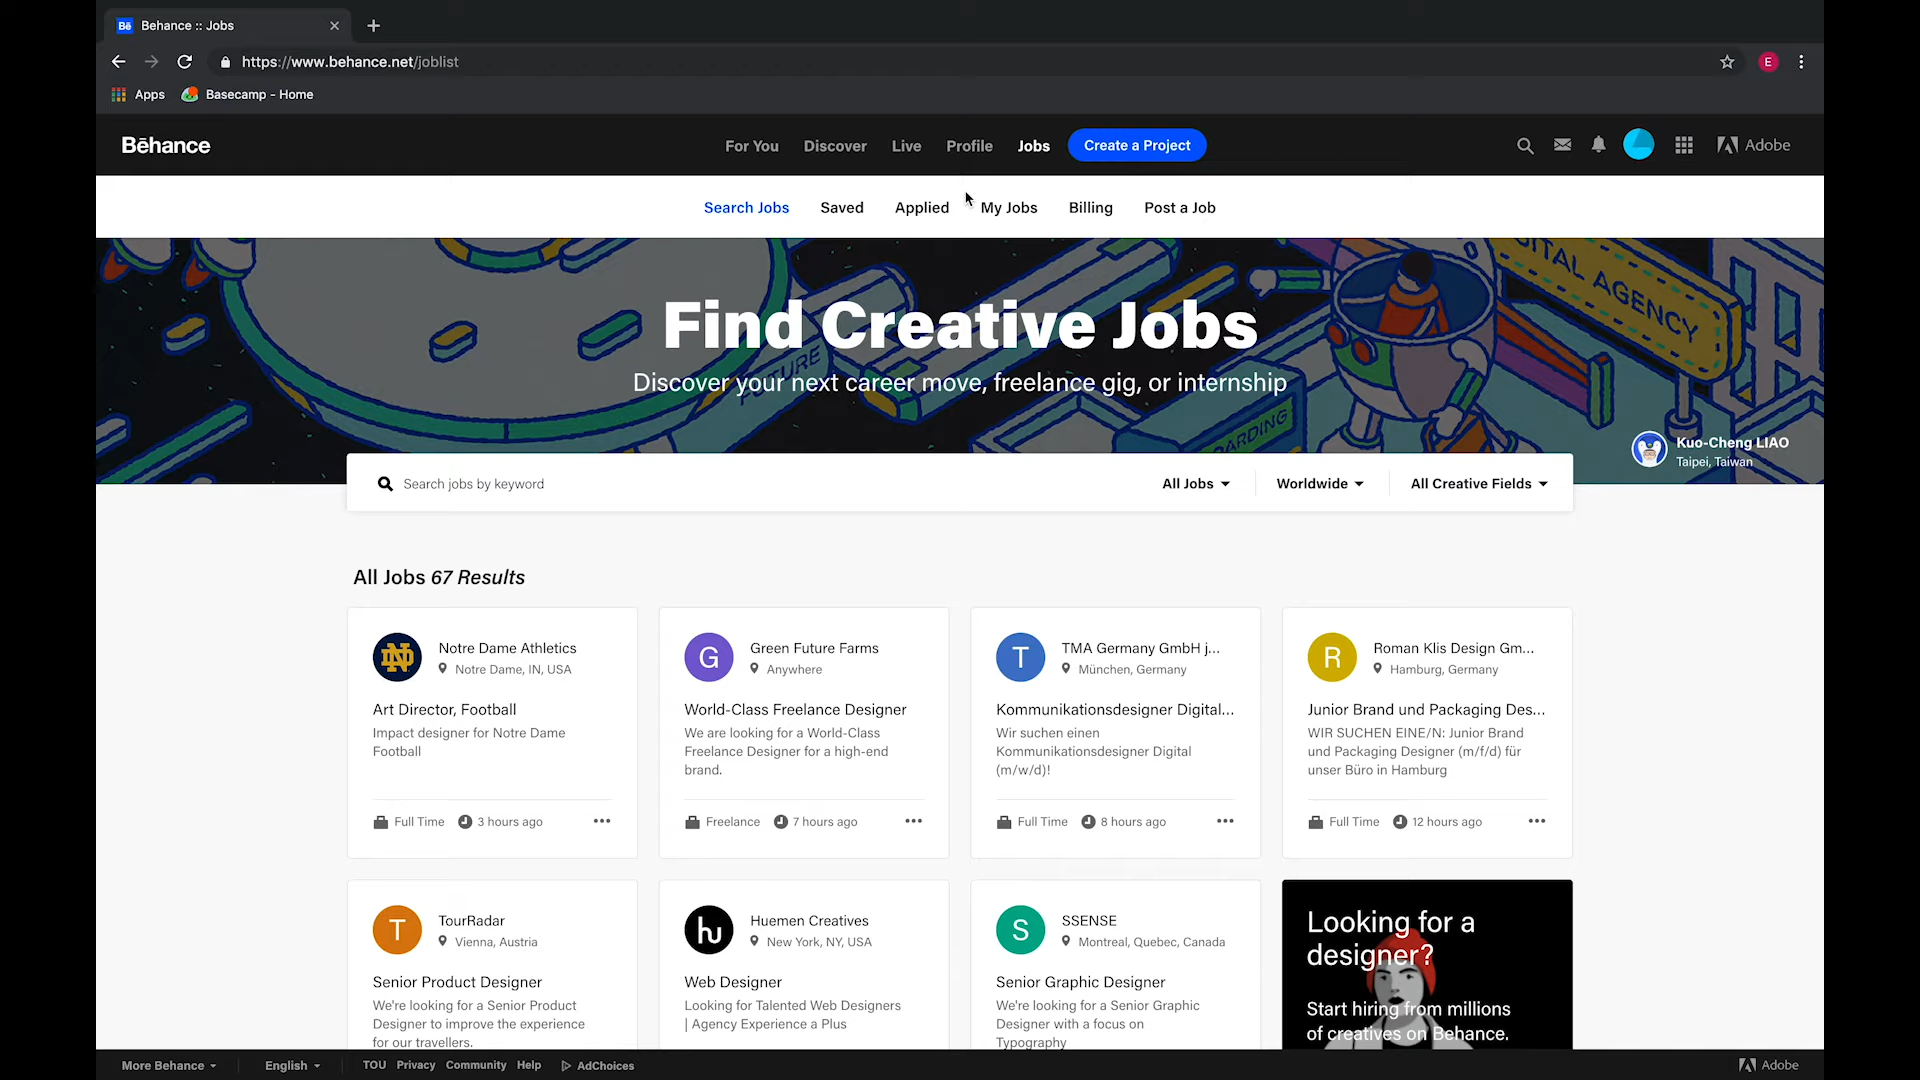 Bē Behance :: Jobs
https://www.behance.net/joblist
E
Apps
Basecamp - Home
Bēhance
For You
Discover
Live
Profile
Jobs
Create a Project
Adobe
Search Jobs
Saved
Applied
My Jobs
Billing
Post a Job
DIGITAL AGENCY
FUTURE
Find Creative Jobs
Discover your next career move, freelance gig, or internship
Kuo-Cheng LIAO
Taipei, Taiwan
Search jobs by keyword
All Jobs
Worldwide
All Creative Fields
All Jobs 67 Results
ND
Notre Dame Athletics
Notre Dame, IN, USA
Art Director, Football
Impact designer for Notre Dame
Football
Full Time
3 hours ago
G
Green Future Farms
Anywhere
World-Class Freelance Designer
We are looking for a World-Class
Freelance Designer for a high-end
brand.
Freelance
7 hours ago
T
TMA Germany GmbH j...
München, Germany
Kommunikationsdesigner Digital...
Wir suchen einen
Kommunikationsdesigner Digital
(m/w/d)!
Full Time
8 hours ago
R
Roman Klis Design Gm...
Hamburg, Germany
Junior Brand und Packaging Des...
WIR SUCHEN EINE/N: Junior Brand
und Packaging Designer (m/f/d) für
unser Büro in Hamburg
Full Time
12 hours ago
T
TourRadar
Vienna, Austria
Senior Product Designer
We're looking for a Senior Product
Designer to improve the experience
for our travellers.
hu
Huemen Creatives
New York, NY, USA
Web Designer
Looking for Talented Web Designers
| Agency Experience a Plus
S
SSENSE
Montreal, Quebec, Canada
Senior Graphic Designer
We're looking for a Senior Graphic
Designer with a focus on
Typography
Looking for a
designer?
Start hiring from millions
of creatives on Behance.
More Behance
English
TOU
Privacy
Community
Help
AdChoices
Adobe